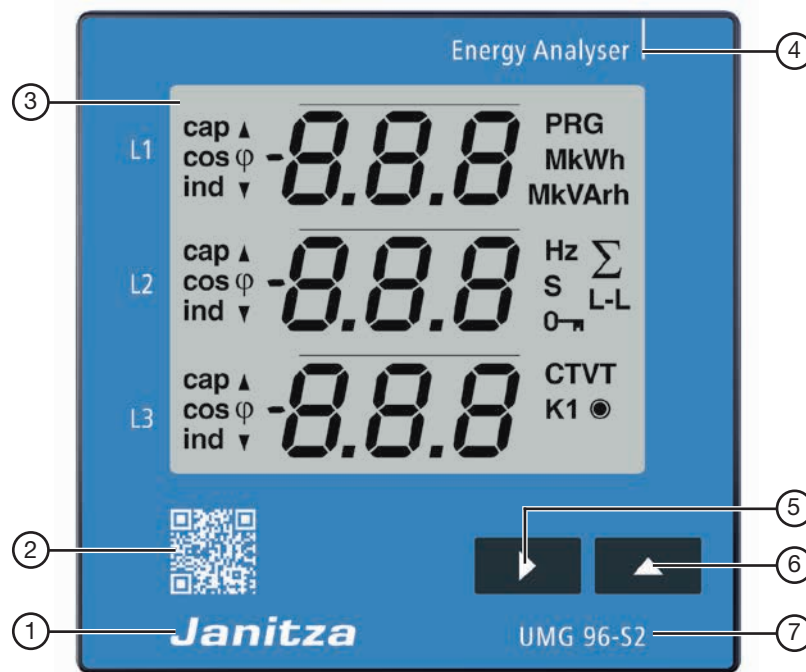 Energy Analyser
4
3
L1
cap ▲
cos φ
ind ▼
-8.8.8
PRG
MkWh
MkVArh
L2
cap ▲
cos φ
ind ▼
-8.8.8
Hz Σ
S
L-L
L3
cap ▲
cos φ
ind ▼
-8.8.8
CTVT
K1
5
2
6
1
Janitza
UMG 96-S2
7